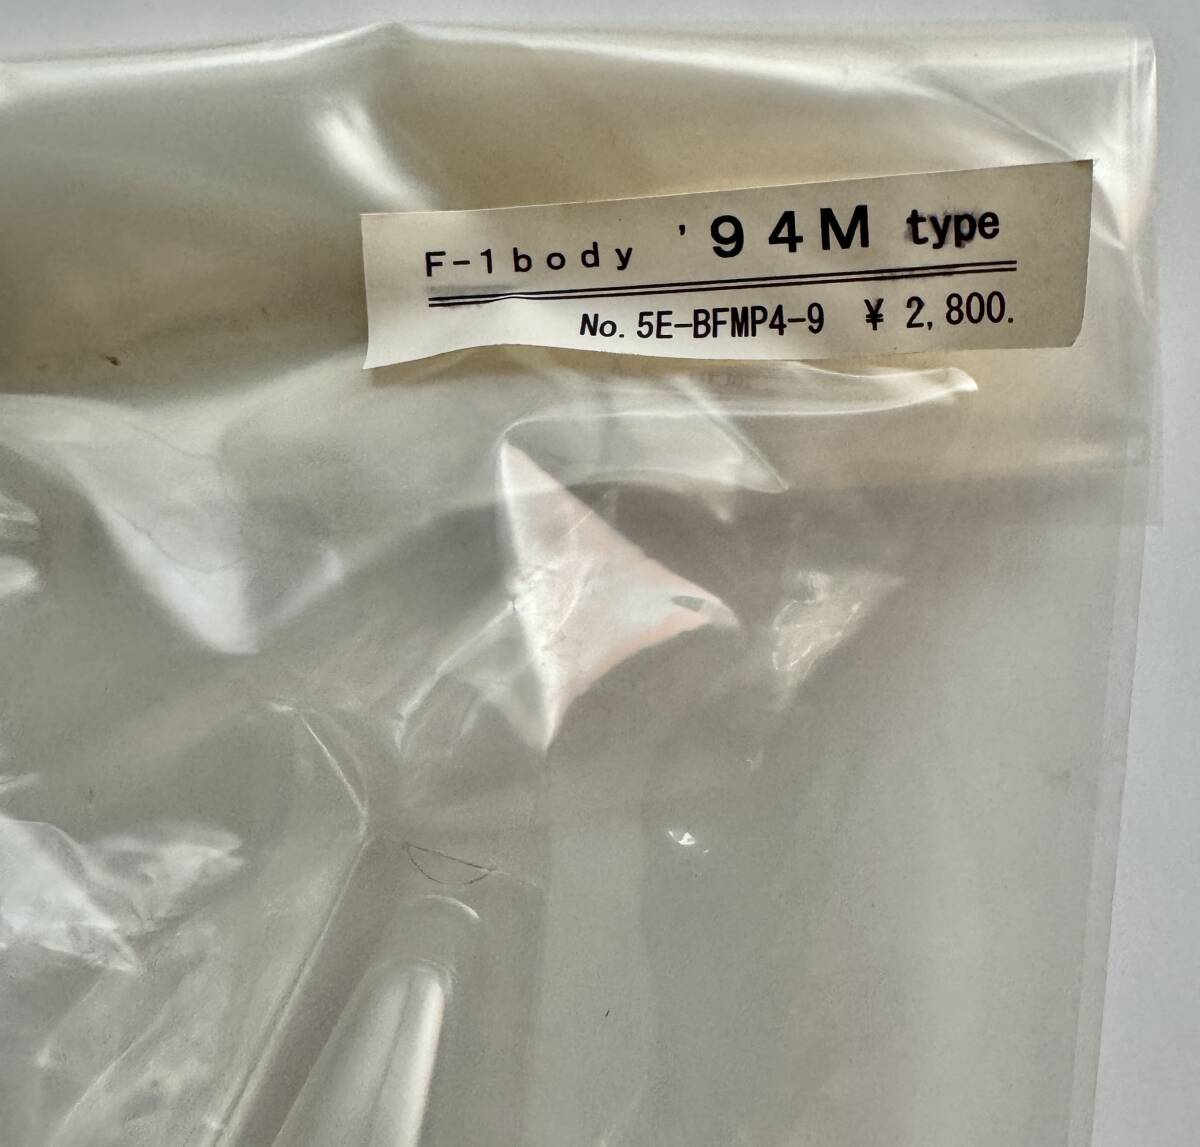 F-1body '94M type
No. 5E-BFMP4-9 ¥ 2,800.